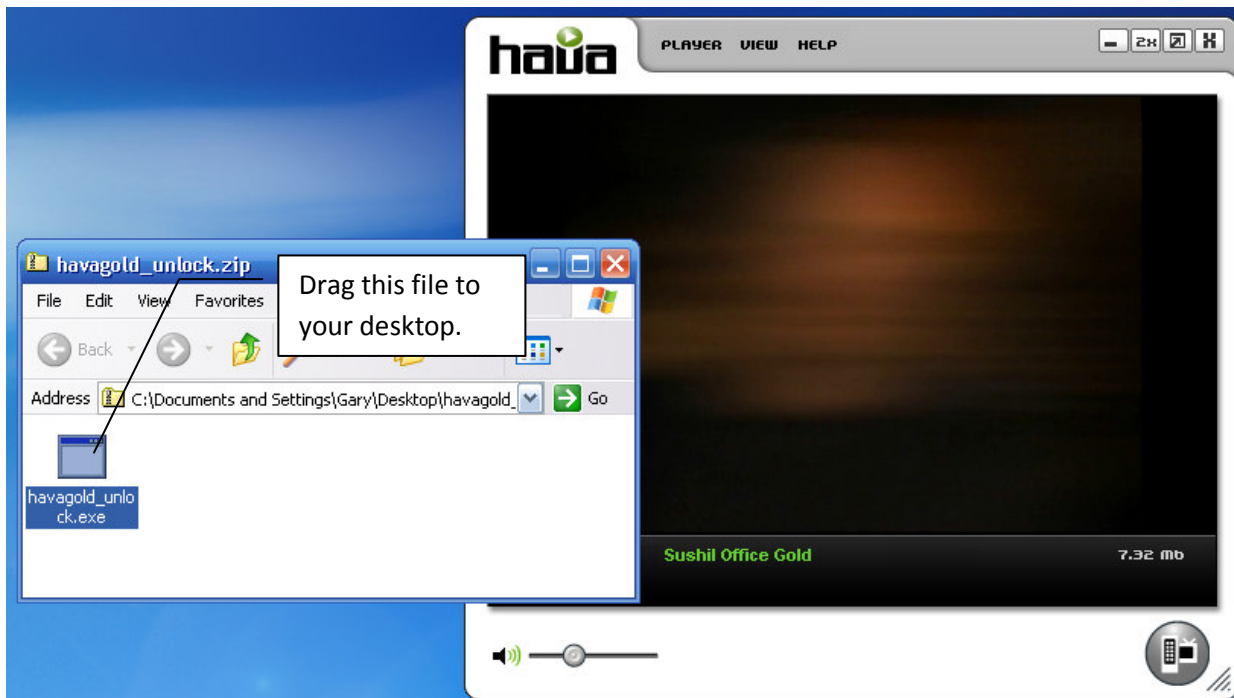 hava
PLAYER VIEW HELP
2x
havagold_unlock.zip
File Edit View Favorites
Drag this file to
your desktop.
Back
Address C:\Documents and Settings\Gary\Desktop\havagold_ Go
havagold_unlo
ck.exe
Sushil Office Gold 7.32 mb